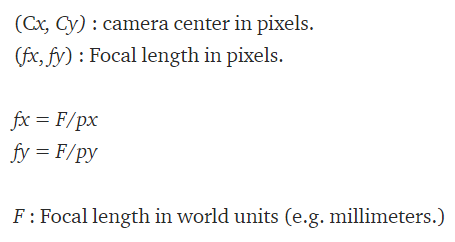 (Cx, Cy) : camera center in pixels.
(fx, fy) : Focal length in pixels.
fx = F/px
fy = F/py
F : Focal length in world units (e.g. millimeters.)